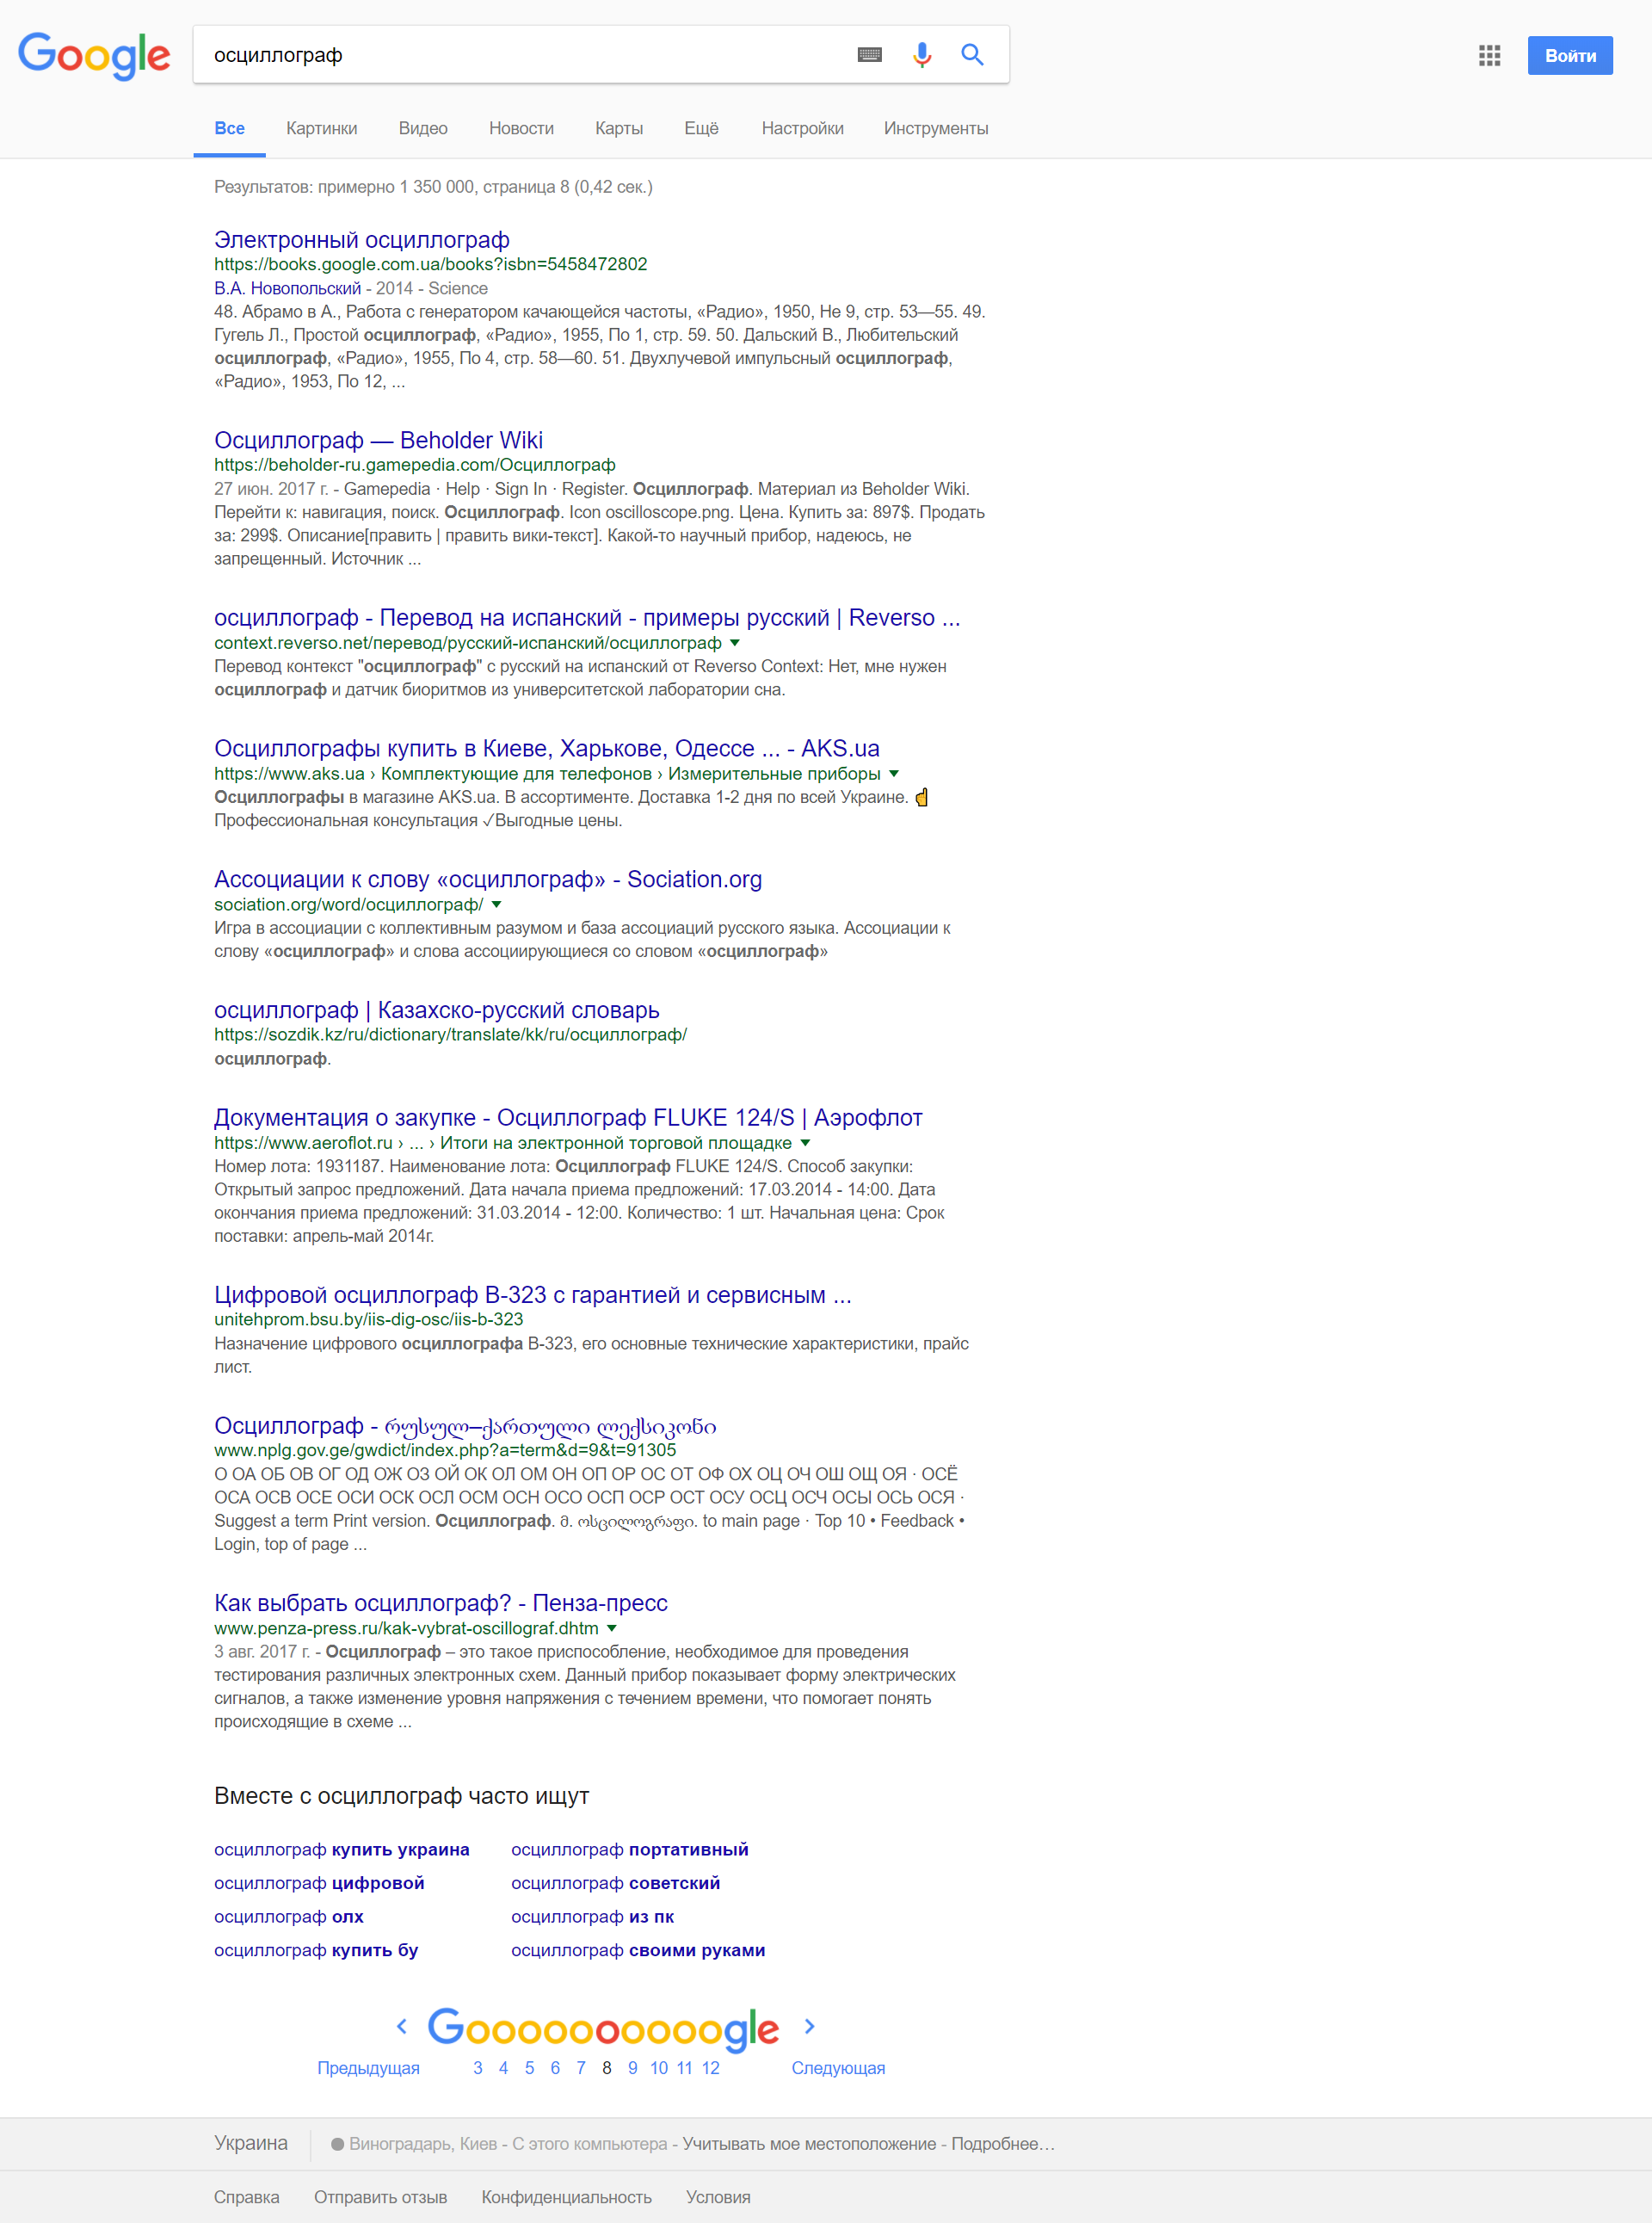 Google
осциллограф
Войти
Все Картинки Видео Новости Карты Ещё Настройки Инструменты
Результатов: примерно 1 350 000, страница 8 (0,42 сек.)
Электронный осциллограф
https://books.google.com.ua/books?isbn=5458472802
В.А. Новопольский - 2014 - Science
48. Абрамо в А., Работа с генератором качающейся частоты, «Радио», 1950, Не 9, стр. 53—55. 49.
Гугель Л., Простой осциллограф, «Радио», 1955, По 1, стр. 59. 50. Дальский В., Любительский
осциллограф, «Радио», 1955, По 4, стр. 58—60. 51. Двухлучевой импульсный осциллограф,
«Радио», 1953, По 12, ...
Осциллограф — Beholder Wiki
https://beholder-ru.gamepedia.com/Осциллограф
27 июн. 2017 г. - Gamepedia · Help · Sign In · Register. Осциллограф. Материал из Beholder Wiki.
Перейти к: навигация, поиск. Осциллограф. Icon oscilloscope.png. Цена. Купить за: 897$. Продать
за: 299$. Описание[править | править вики-текст]. Какой-то научный прибор, надеюсь, не
запрещенный. Источник ...
осциллограф - Перевод на испанский - примеры русский | Reverso ...
context.reverso.net/перевод/русский-испанский/осциллограф
Перевод контекст "осциллограф" c русский на испанский от Reverso Context: Нет, мне нужен
осциллограф и датчик биоритмов из университетской лаборатории сна.
Осциллографы купить в Киеве, Харькове, Одессе ... - AKS.ua
https://www.aks.ua › Комплектующие для телефонов › Измерительные приборы
Осциллографы в магазине AKS.ua. В ассортименте. Доставка 1-2 дня по всей Украине. ☝
Профессиональная консультация ✓Выгодные цены.
Ассоциации к слову «осциллограф» - Sociation.org
sociation.org/word/осциллограф/
Игра в ассоциации с коллективным разумом и база ассоциаций русского языка. Ассоциации к
слову «осциллограф» и слова ассоциирующиеся со словом «осциллограф»
осциллограф | Казахско-русский словарь
https://sozdik.kz/ru/dictionary/translate/kk/ru/осциллограф/
осциллограф.
Документация о закупке - Осциллограф FLUKE 124/S | Аэрофлот
https://www.aeroflot.ru › ... › Итоги на электронной торговой площадке
Номер лота: 1931187. Наименование лота: Осциллограф FLUKE 124/S. Способ закупки:
Открытый запрос предложений. Дата начала приема предложений: 17.03.2014 - 14:00. Дата
окончания приема предложений: 31.03.2014 - 12:00. Количество: 1 шт. Начальная цена: Срок
поставки: апрель-май 2014г.
Цифровой осциллограф B-323 с гарантией и сервисным ...
unitehprom.bsu.by/iis-dig-osc/iis-b-323
Назначение цифрового осциллографа B-323, его основные технические характеристики, прайс
лист.
Осциллограф - რუსულ–ქართული ლექსიკონი
www.nplg.gov.ge/gwdict/index.php?a=term&d=9&t=91305
О ОА ОБ ОВ ОГ ОД ОЖ ОЗ ОЙ ОК ОЛ ОМ ОН ОП ОР ОС ОТ ОФ ОХ ОЦ ОЧ ОШ ОЩ ОЯ · ОСЁ
ОСА ОСВ ОСЕ ОСИ ОСК ОСЛ ОСМ ОСН ОСО ОСП ОСР ОСТ ОСУ ОСЦ ОСЧ ОСЫ ОСЬ ОСЯ ·
Suggest a term Print version. Осциллограф. მ. ოსცილოგრაფი. to main page · Top 10 • Feedback •
Login, top of page ...
Как выбрать осциллограф? - Пенза-пресс
www.penza-press.ru/kak-vybrat-oscillograf.dhtm
3 авг. 2017 г. - Осциллограф – это такое приспособление, необходимое для проведения
тестирования различных электронных схем. Данный прибор показывает форму электрических
сигналов, а также изменение уровня напряжения с течением времени, что помогает понять
происходящие в схеме ...
Вместе с осциллограф часто ищут
осциллограф купить украина осциллограф портативный
осциллограф цифровой осциллограф советский
осциллограф олх осциллограф из пк
осциллограф купить бу осциллограф своими руками
Goooooooooogle
Предыдущая 3 4 5 6 7 8 9 10 11 12 Следующая
Украина Виноградарь, Киев - С этого компьютера - Учитывать мое местоположение - Подробнее…
Справка Отправить отзыв Конфиденциальность Условия